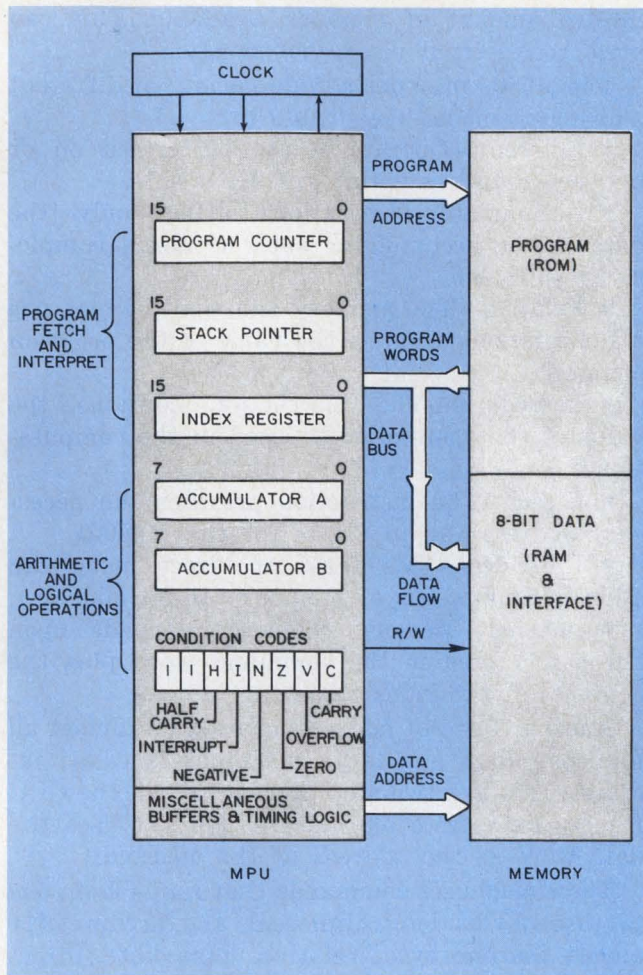 CLOCK
PROGRAM
ADDRESS
15 0
PROGRAM COUNTER
PROGRAM
(ROM)
15 0
STACK POINTER
PROGRAM
FETCH
AND
INTERPRET
PROGRAM
WORDS
15 0
INDEX REGISTER
DATA
BUS
7 0
ACCUMULATOR A
7 0
ACCUMULATOR B
8-BIT DATA
(RAM
&
INTERFACE)
ARITHMETIC
AND
LOGICAL
OPERATIONS
DATA
FLOW
R/W
CONDITION CODES
I I H I N Z V C
HALF
CARRY
CARRY
INTERRUPT
OVERFLOW
NEGATIVE
ZERO
DATA
ADDRESS
MISCELLANEOUS
BUFFERS & TIMING LOGIC
MPU
MEMORY